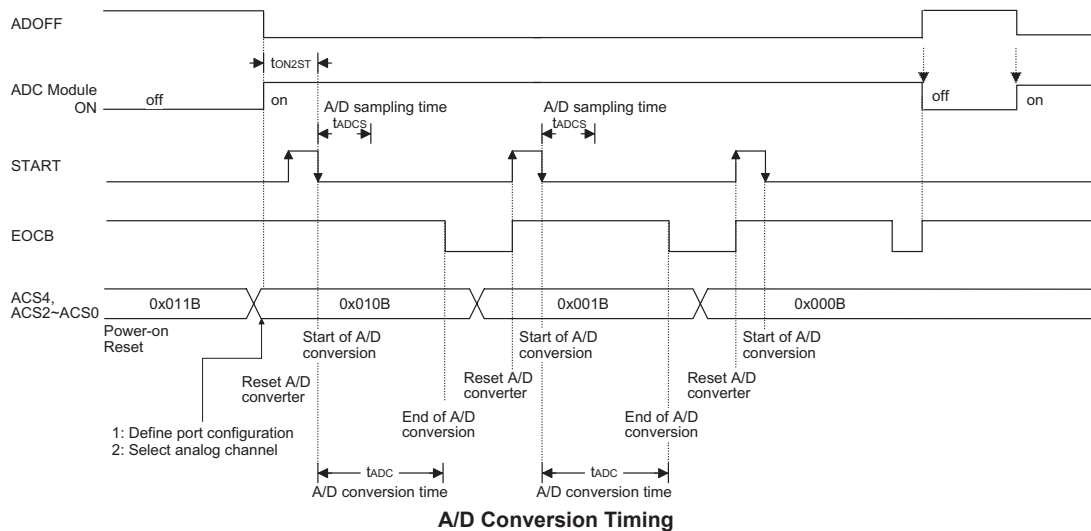 ADOFF
tON2ST
ADC Module
ON
off
on
off
on
A/D sampling time
tADCS
A/D sampling time
tADCS
START
EOCB
ACS4,
ACS2~ACS0
0x011B
0x010B
0x001B
0x000B
Power-on
Reset
Start of A/D
conversion
Start of A/D
conversion
Start of A/D
conversion
Reset A/D
converter
Reset A/D
converter
Reset A/D
converter
End of A/D
conversion
End of A/D
conversion
1: Define port configuration
2: Select analog channel
tADC
A/D conversion time
tADC
A/D conversion time
A/D Conversion Timing